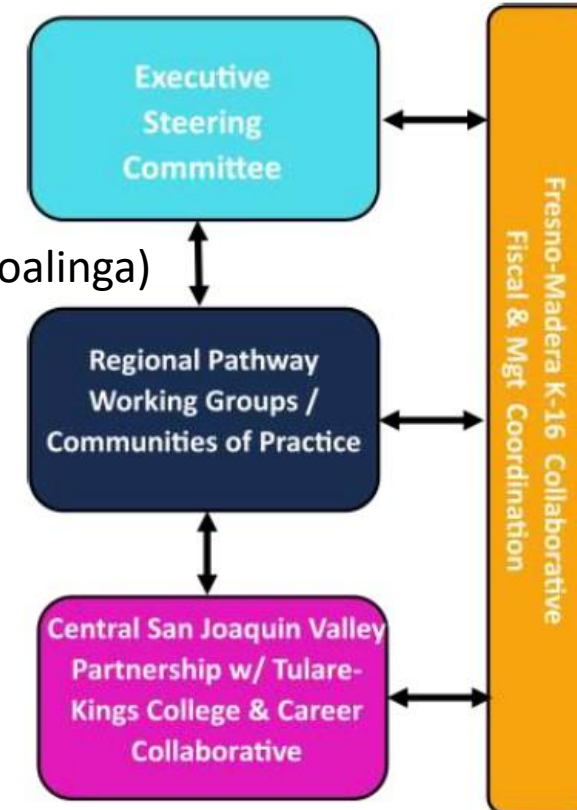 Executive
Steering
Committee
oalinga)
Regional Pathway
Working Groups /
Communities of Practice
Central San Joaquin Valley
Partnership w/ Tulare-
Kings College & Career
Collaborative
Fresno-Madera K-16 Collaborative
Fiscal & Mgt Coordination